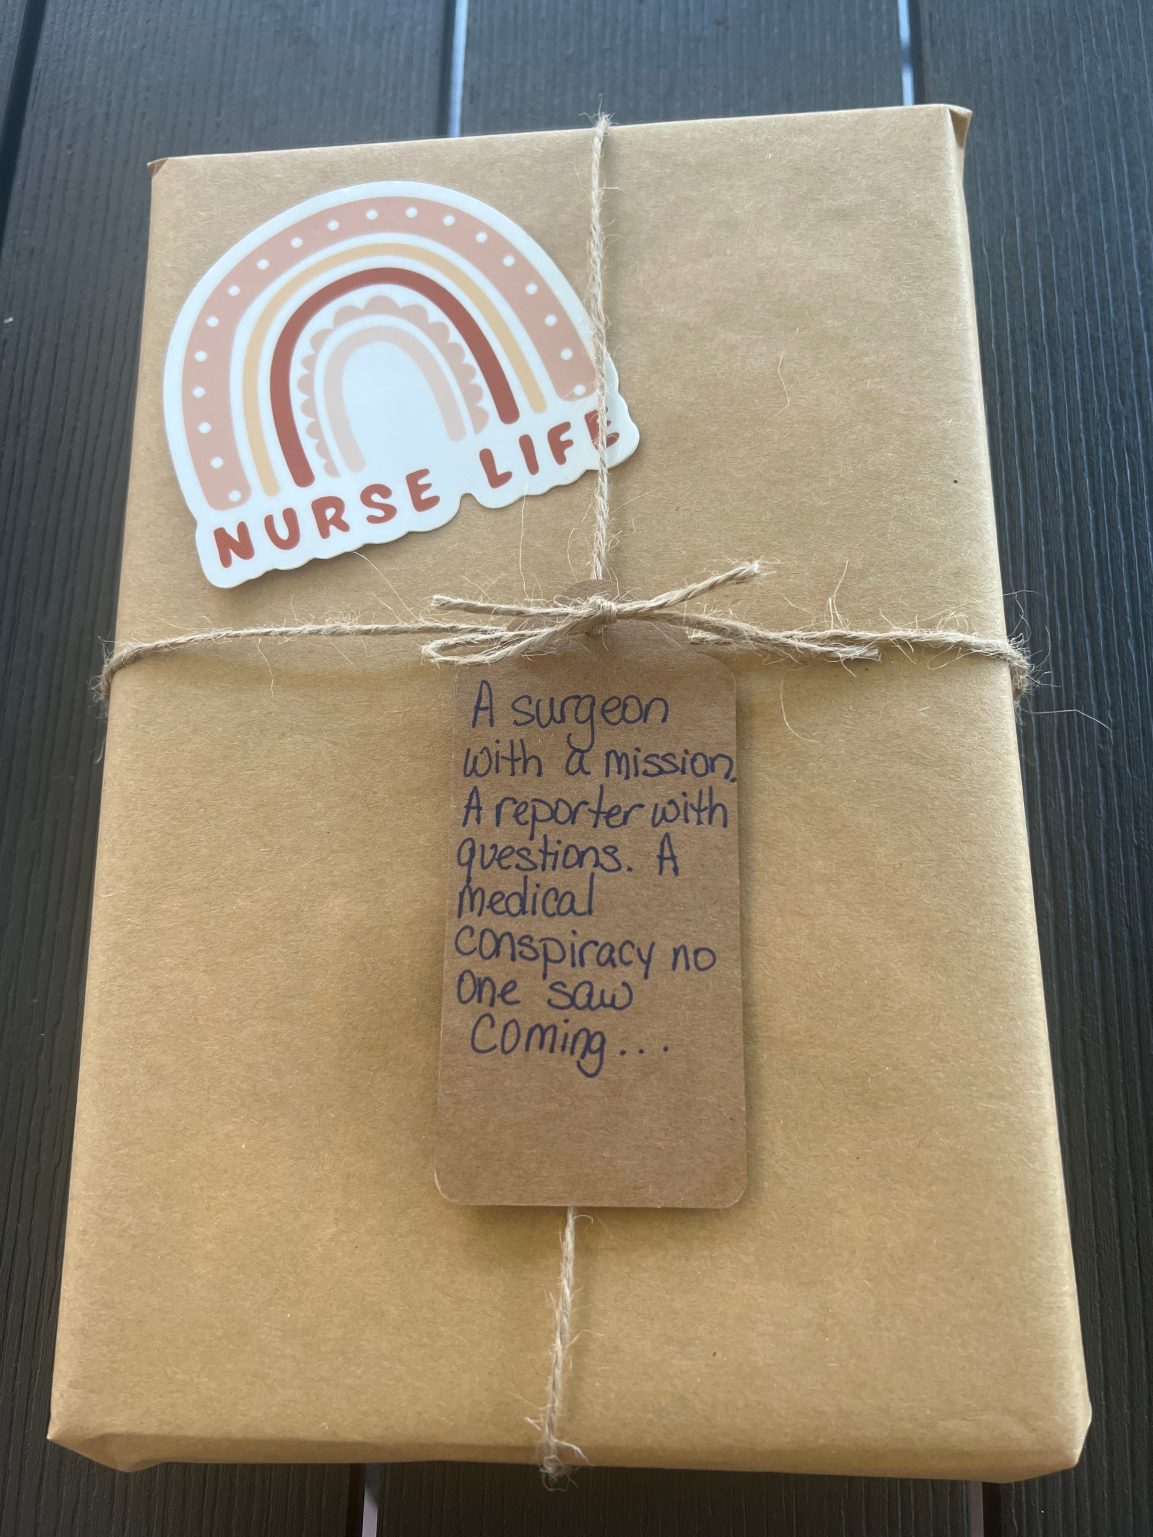 NURSE LIFE
A surgeon
with a mission.
A reporter with
questions. A
medical
conspiracy no
one saw
Coming...